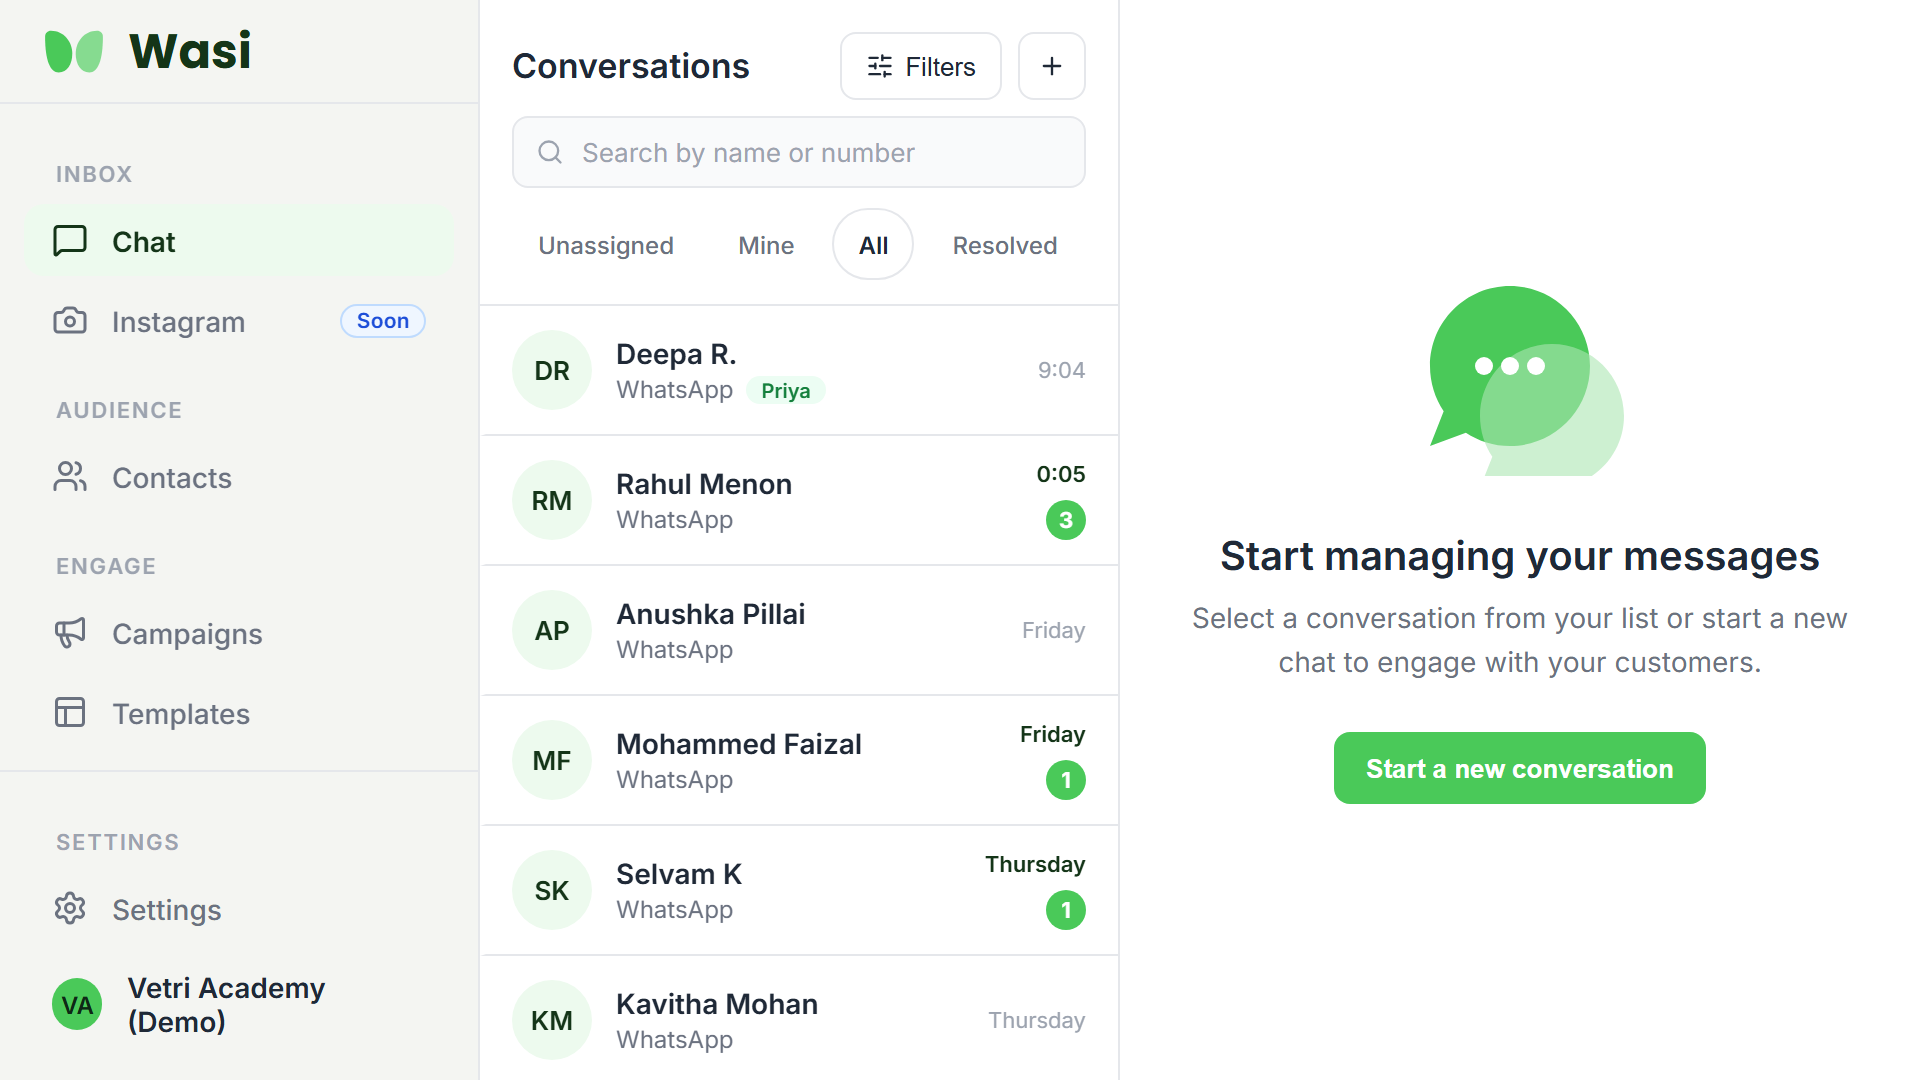 Wasi
INBOX
Chat
Instagram
Soon
AUDIENCE
Contacts
ENGAGE
Campaigns
Templates
SETTINGS
Settings
VA
Vetri Academy
(Demo)
Conversations
Filters
Search by name or number
Unassigned
Mine
All
Resolved
DR
Deepa R.
WhatsApp
Priya
9:04
RM
Rahul Menon
WhatsApp
0:05
3
AP
Anushka Pillai
WhatsApp
Friday
MF
Mohammed Faizal
WhatsApp
Friday
1
SK
Selvam K
WhatsApp
Thursday
1
KM
Kavitha Mohan
WhatsApp
Thursday
Start managing your messages
Select a conversation from your list or start a new
chat to engage with your customers.
Start a new conversation